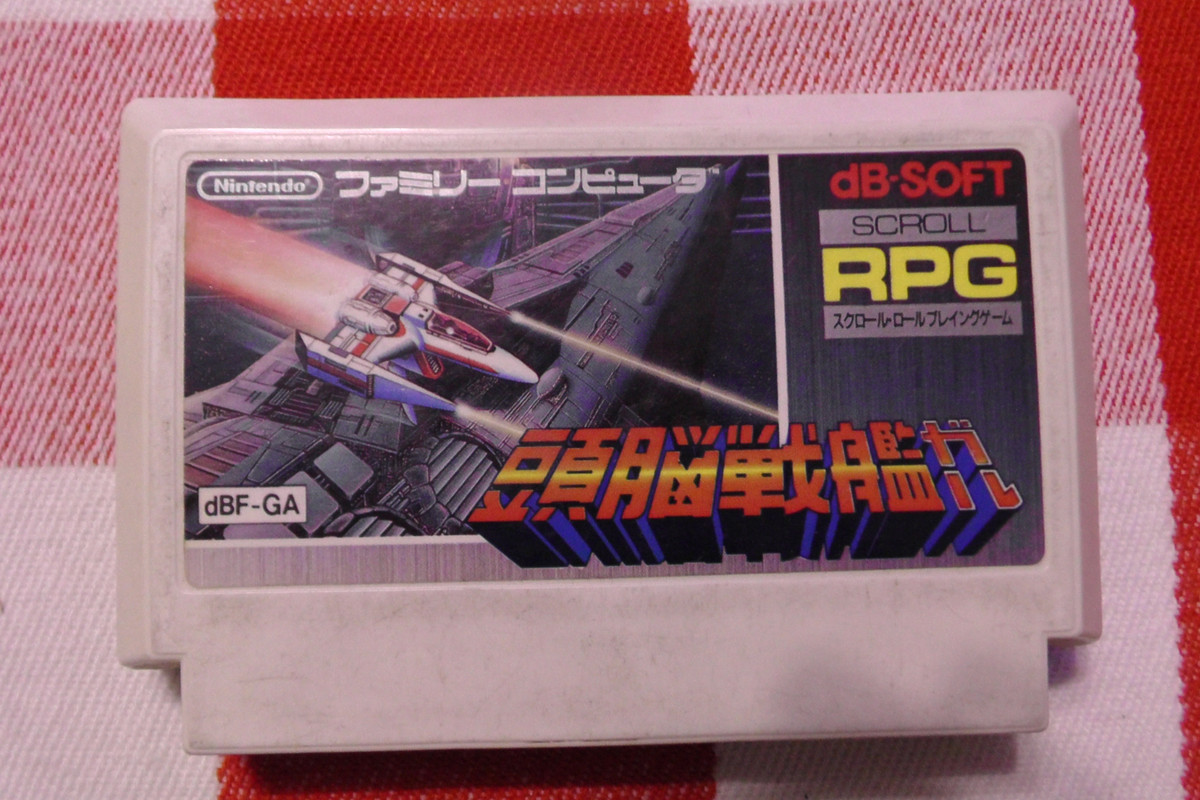 Nintendo® ファミリーコンピュータ™
dB-SOFT
SCROLL
RPG
スクロール・ロールプレイングゲーム
頭脳戦艦ガル
dBF-GA